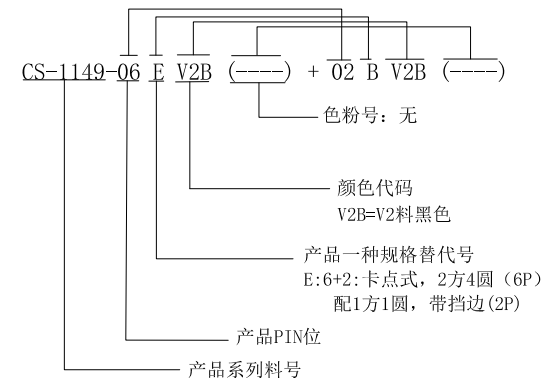 CS-1149-06 E V2B (----) + 02 B V2B (----)
色粉号：无
颜色代码
V2B=V2料黑色
产品一种规格替代号
E:6+2:卡点式，2方4圆（6P）
配1方1圆，带挡边(2P)
产品PIN位
产品系列料号